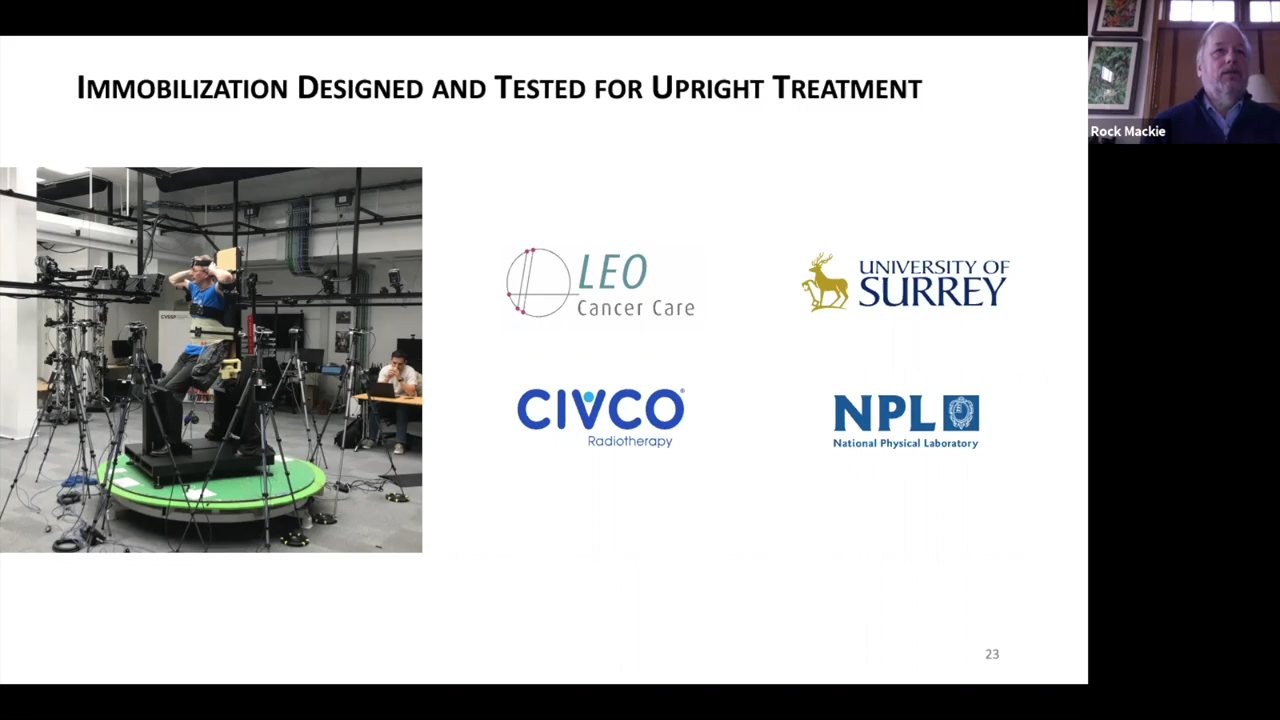 IMMOBILIZATION DESIGNED AND TESTED FOR UPRIGHT TREATMENT
Rock Mackie
CVSSP
LEO
Cancer Care
UNIVERSITY OF
SURREY
CIVCO®
Radiotherapy
NPL
National Physical Laboratory
23